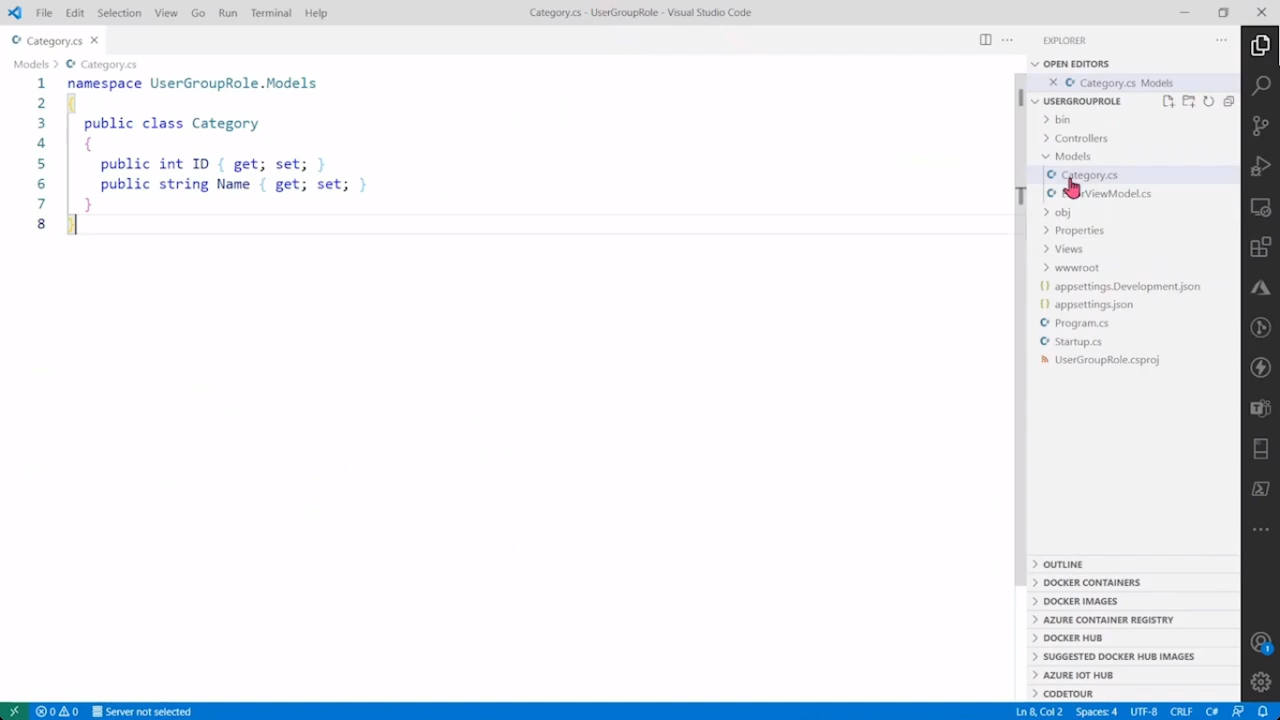 File Edit Selection View Go Run Terminal Help Category.cs - UserGroupRole - Visual Studio Code
Category.cs
Models > Category.cs
1 namespace UserGroupRole.Models
2 {
3 public class Category
4 {
5 public int ID { get; set; }
6 public string Name { get; set; }
7 }
8 }
EXPLORER
OPEN EDITORS
Category.cs Models
USERGROUPROLE
bin
Controllers
Models
Category.cs
obj
Properties
Views
wwwroot
appsettings.Development.json
appsettings.json
Program.cs
Startup.cs
UserGroupRole.csproj
OUTLINE
DOCKER CONTAINERS
DOCKER IMAGES
AZURE CONTAINER REGISTRY
DOCKER HUB
SUGGESTED DOCKER HUB IMAGES
AZURE IOT HUB
CODETOUR
1
0 0 Server not selected Ln 8, Col 2 Spaces: 4 UTF-8 CRLF C#